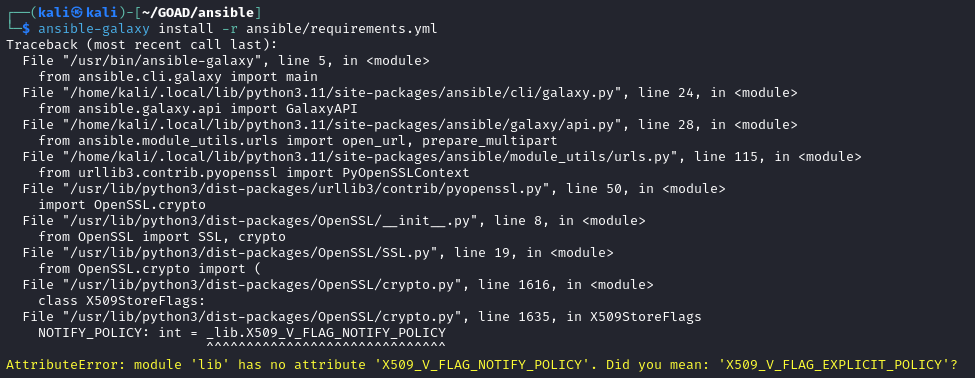 ┌──(kali㉿kali)-[~/GOAD/ansible]
└─$ ansible-galaxy install -r ansible/requirements.yml
Traceback (most recent call last):
  File "/usr/bin/ansible-galaxy", line 5, in <module>
    from ansible.cli.galaxy import main
  File "/home/kali/.local/lib/python3.11/site-packages/ansible/cli/galaxy.py", line 24, in <module>
    from ansible.galaxy.api import GalaxyAPI
  File "/home/kali/.local/lib/python3.11/site-packages/ansible/galaxy/api.py", line 28, in <module>
    from ansible.module_utils.urls import open_url, prepare_multipart
  File "/home/kali/.local/lib/python3.11/site-packages/ansible/module_utils/urls.py", line 115, in <module>
    from urllib3.contrib.pyopenssl import PyOpenSSLContext
  File "/usr/lib/python3/dist-packages/urllib3/contrib/pyopenssl.py", line 50, in <module>
    import OpenSSL.crypto
  File "/usr/lib/python3/dist-packages/OpenSSL/__init__.py", line 8, in <module>
    from OpenSSL import SSL, crypto
  File "/usr/lib/python3/dist-packages/OpenSSL/SSL.py", line 19, in <module>
    from OpenSSL.crypto import (
  File "/usr/lib/python3/dist-packages/OpenSSL/crypto.py", line 1616, in <module>
    class X509StoreFlags:
  File "/usr/lib/python3/dist-packages/OpenSSL/crypto.py", line 1635, in X509StoreFlags
    NOTIFY_POLICY: int = _lib.X509_V_FLAG_NOTIFY_POLICY
                         ^^^^^^^^^^^^^^^^^^^^^^^^^^^^^^
AttributeError: module 'lib' has no attribute 'X509_V_FLAG_NOTIFY_POLICY'. Did you mean: 'X509_V_FLAG_EXPLICIT_POLICY'?